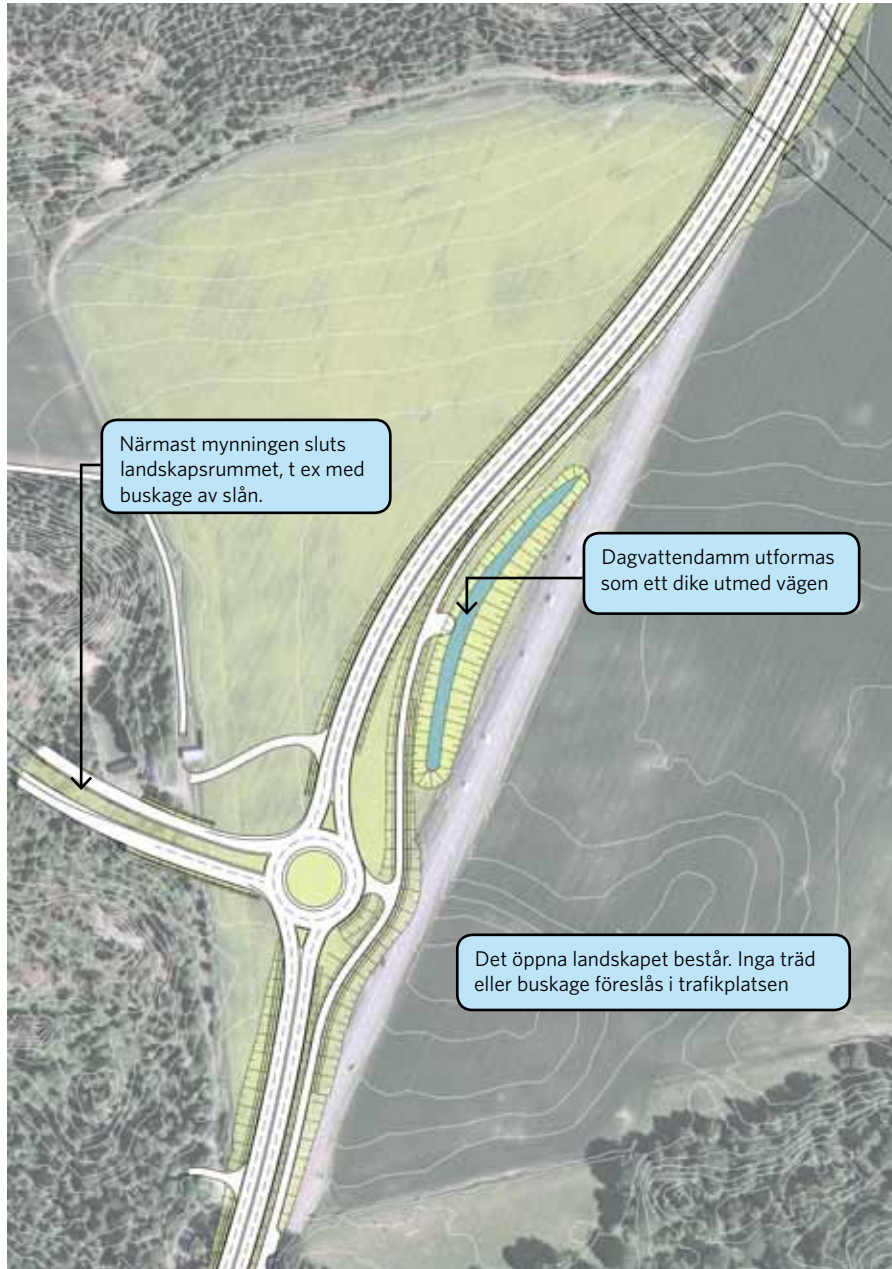 Närmast mynningen sluts
landskapsrummet, t ex med
buskage av slån.
Dagvattendamm utformas
som ett dike utmed vägen
Det öppna landskapet består. Inga träd
eller buskage föreslås i trafikplatsen